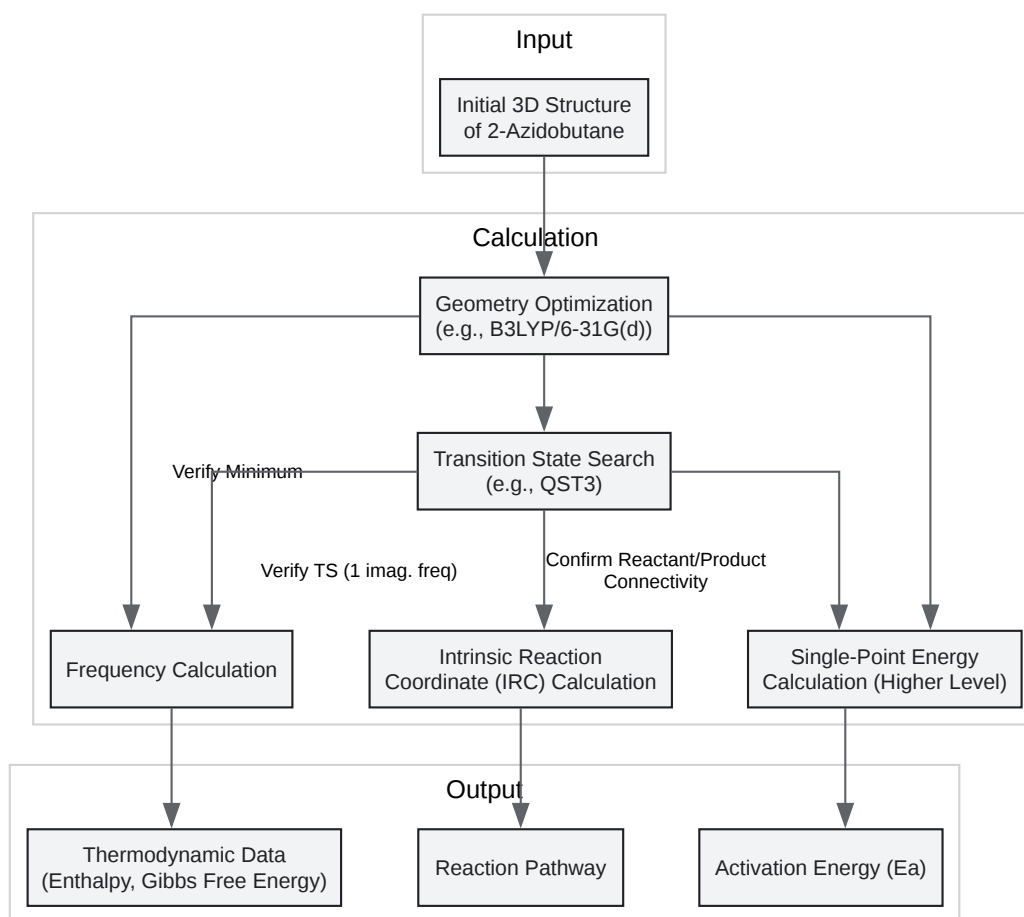 Input
Initial 3D Structure
of 2-Azidobutane
Calculation
Geometry Optimization
(e.g., B3LYP/6-31G(d))
Transition State Search
(e.g., QST3)
Verify Minimum
Verify TS (1 imag. freq)
Confirm Reactant/Product
Connectivity
Frequency Calculation
Intrinsic Reaction
Coordinate (IRC) Calculation
Single-Point Energy
Calculation (Higher Level)
Output
Thermodynamic Data
(Enthalpy, Gibbs Free Energy)
Reaction Pathway
Activation Energy (Ea)